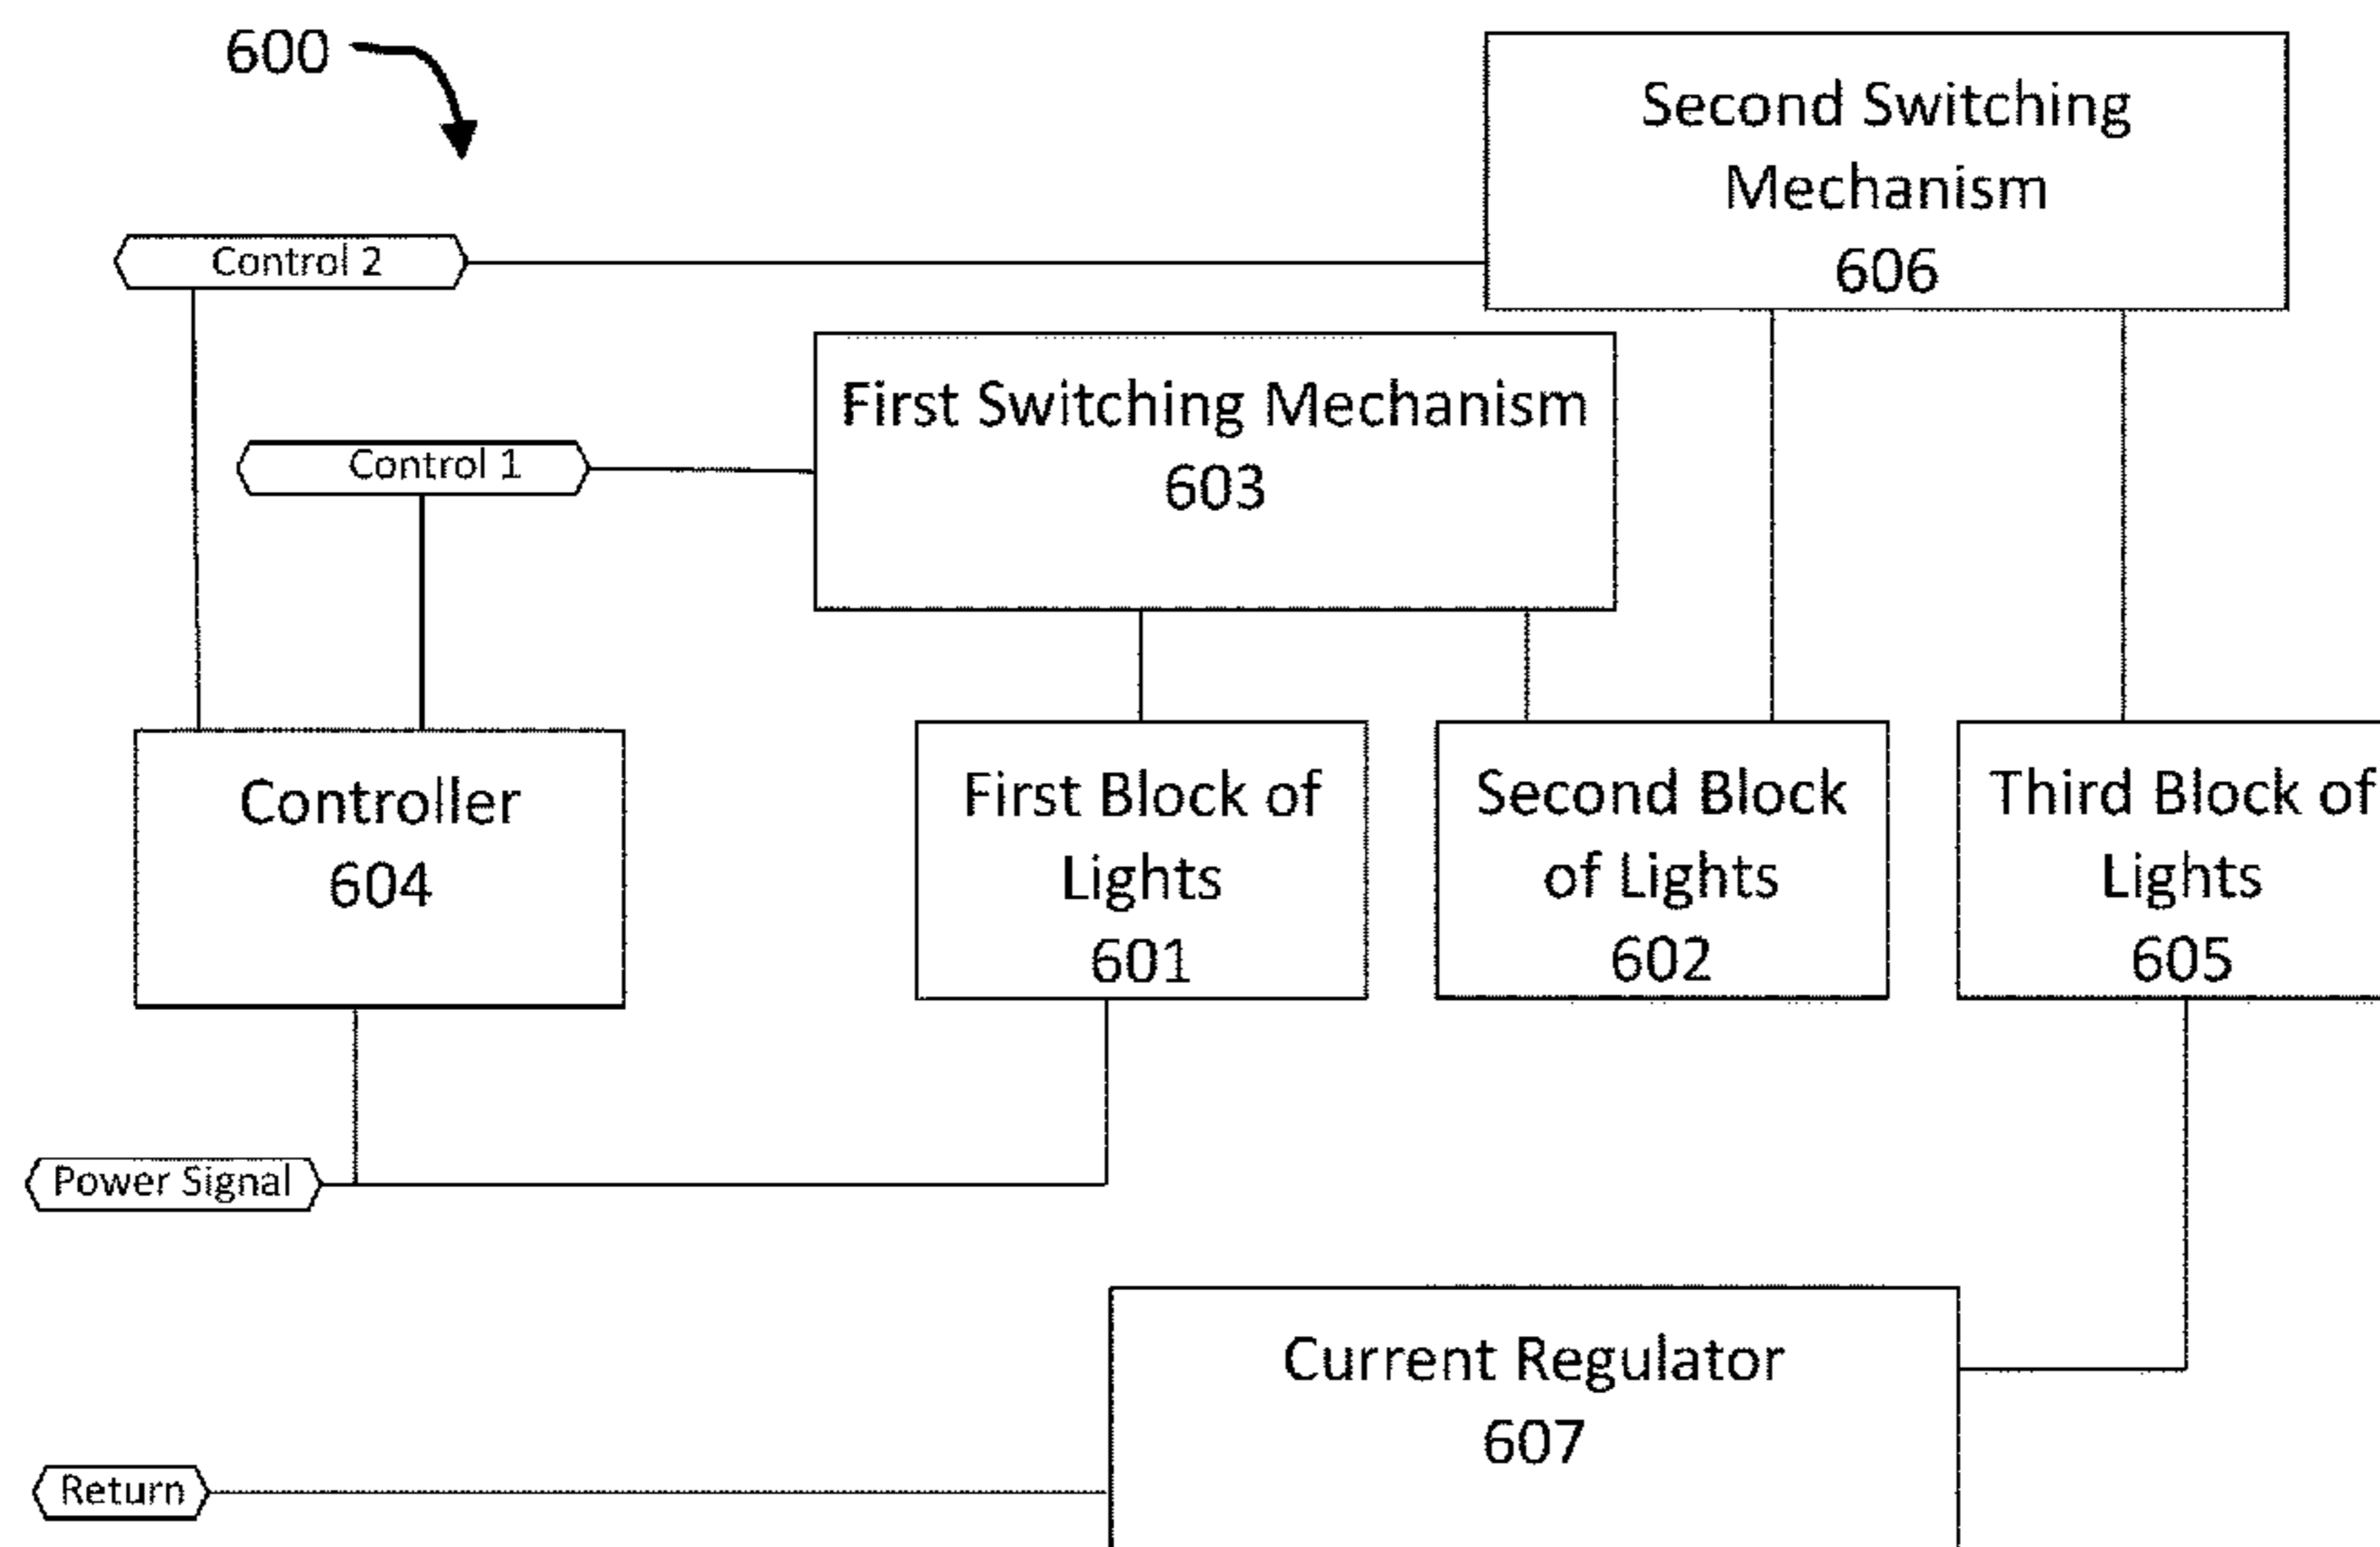 600
Second Switching
Mechanism
606
Control 2
First Switching Mechanism
603
Control 1
Controller
604
First Block of
Lights
601
Second Block
of Lights
602
Third Block of
Lights
605
Power Signal
Current Regulator
607
Return